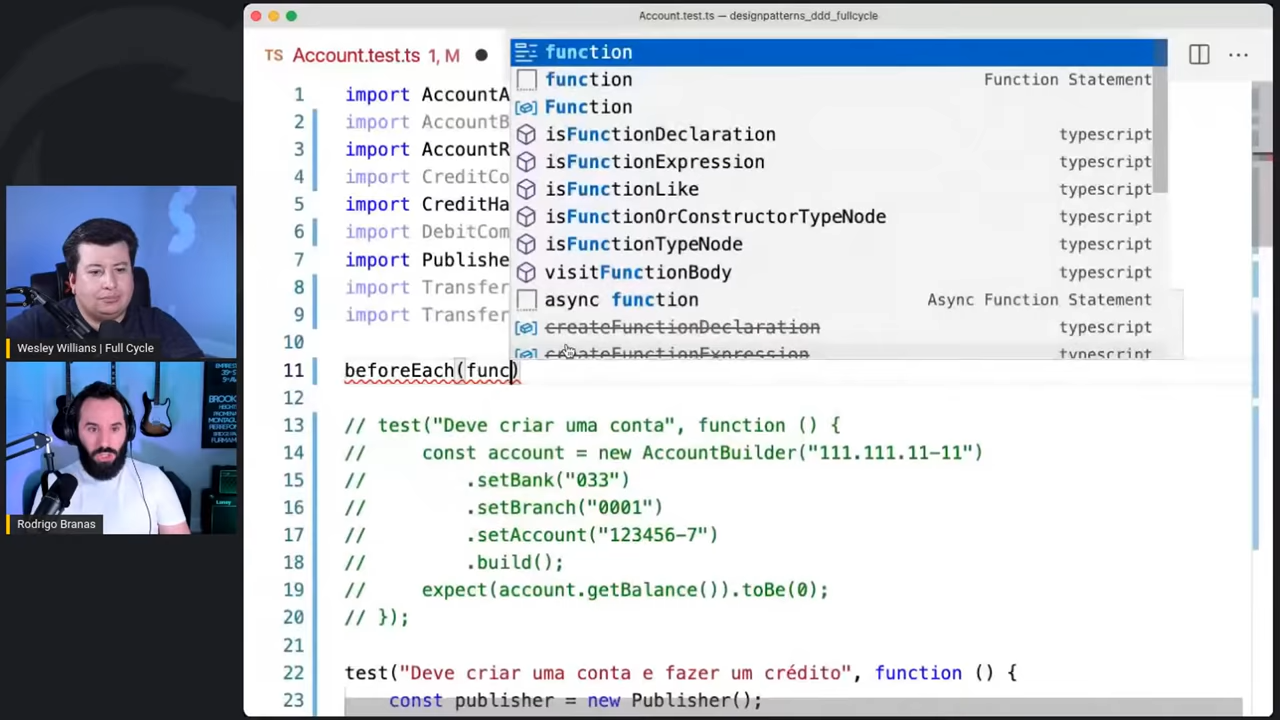 Account.test.ts — designpatterns_ddd_fullcycle
TS Account.test.ts 1, M
function
function Function Statement
Function
isFunctionDeclaration typescript
isFunctionExpression typescript
isFunctionLike typescript
isFunctionOrConstructorTypeNode typescript
isFunctionTypeNode typescript
visitFunctionBody typescript
async function Async Function Statement
createFunctionDeclaration typescript
createFunctionExpression typescript
1 import AccountA
2 import AccountB
3 import AccountR
4 import CreditCo
5 import CreditHa
6 import DebitCom
7 import Publishe
8 import Transfer
9 import Transfer
10
11 beforeEach(func)
12
13 // test("Deve criar uma conta", function () {
14 // const account = new AccountBuilder("111.111.11-11")
15 // .setBank("033")
16 // .setBranch("0001")
17 // .setAccount("123456-7")
18 // .build();
19 // expect(account.getBalance()).toBe(0);
20 // });
21
22 test("Deve criar uma conta e fazer um crédito", function () {
23 const publisher = new Publisher();
Wesley Willians | Full Cycle
Rodrigo Branas